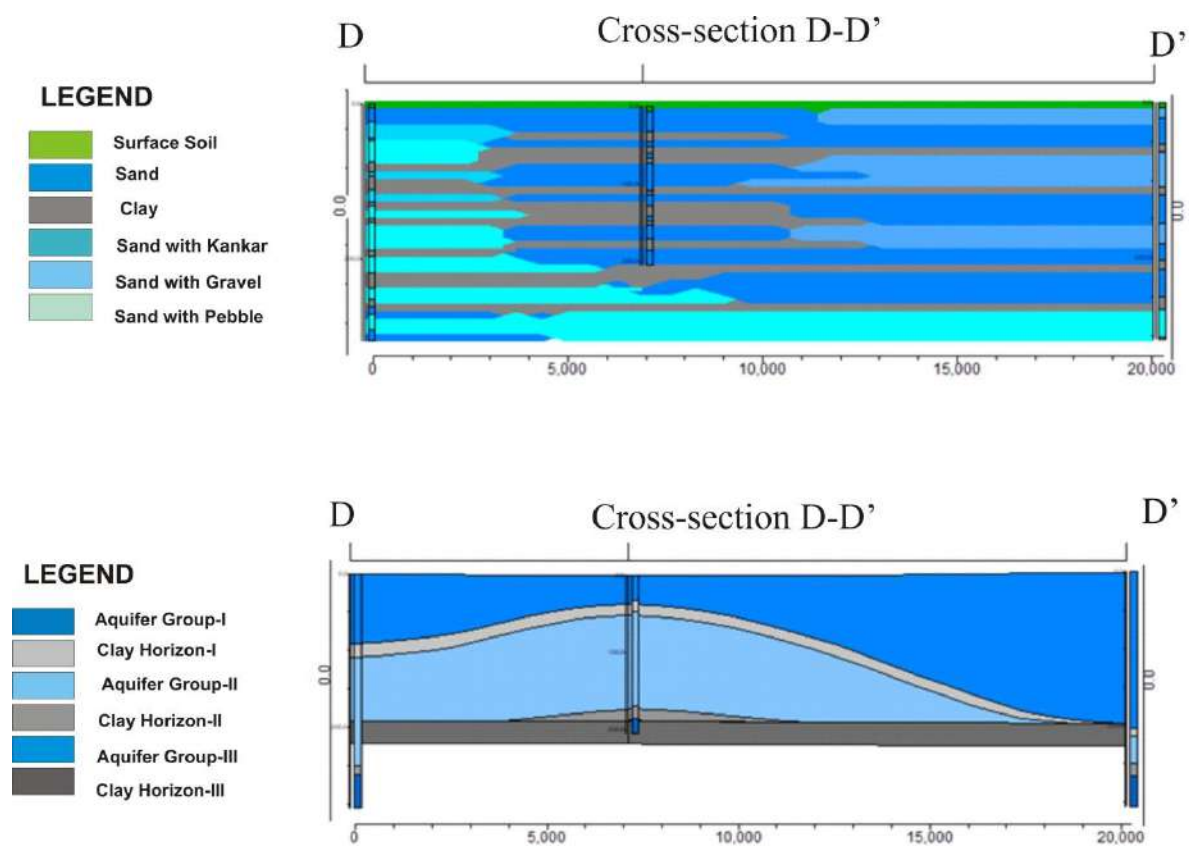 Cross-section D-D’
D
D’
LEGEND
Surface Soil
Sand
Clay
Sand with Kankar
Sand with Gravel
Sand with Pebble
0.0
0.0
0
5,000
10,000
15,000
20,000
Cross-section D-D’
D
D’
LEGEND
Aquifer Group-I
Clay Horizon-I
Aquifer Group-II
Clay Horizon-II
Aquifer Group-III
Clay Horizon-III
0.0
0.0
0
5,000
10,000
15,000
20,000